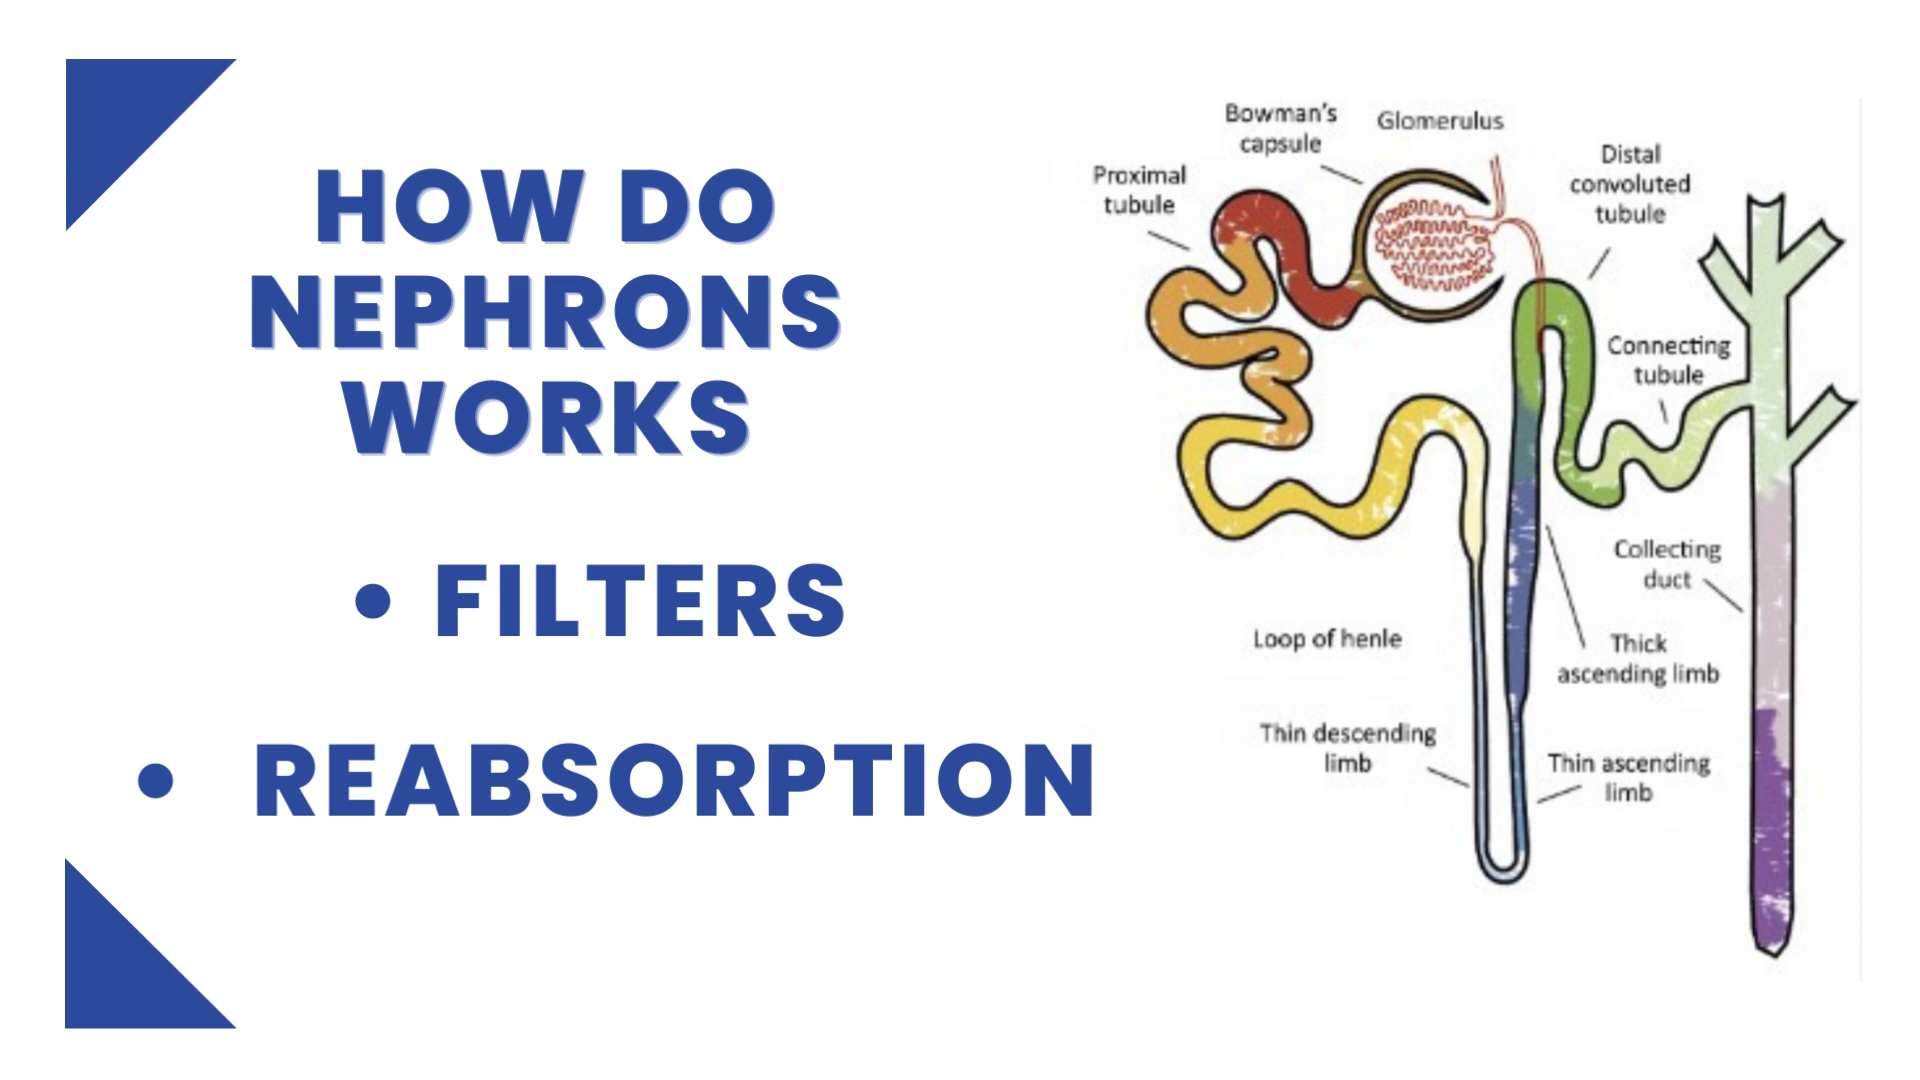 HOW DO
NEPHRONS
WORKS
• FILTERS
• REABSORPTION
Bowman's
capsule
Glomerulus
Distal
convoluted
tubule
Proximal
tubule
Connecting
tubule
Collecting
duct
Loop of henle
Thick
ascending limb
Thin descending
limb
Thin ascending
limb